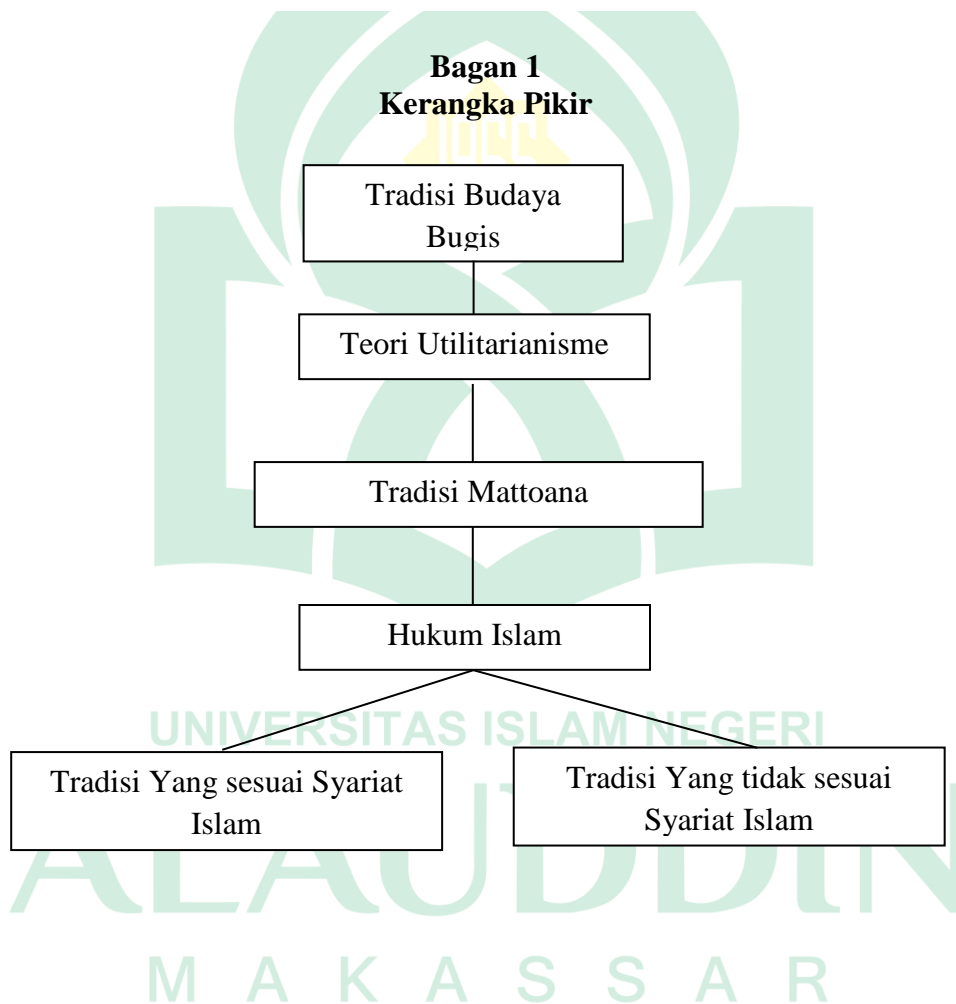 Bagan 1
Kerangka Pikir
Tradisi Budaya
Bugis
Teori Utilitarianisme
Tradisi Mattoana
Hukum Islam
UNIVERSITAS ISLAM NEGERI
Tradisi Yang sesuai Syariat
Islam
Tradisi Yang tidak sesuai
Syariat Islam
ALAUDDIN
M A K A S S A R